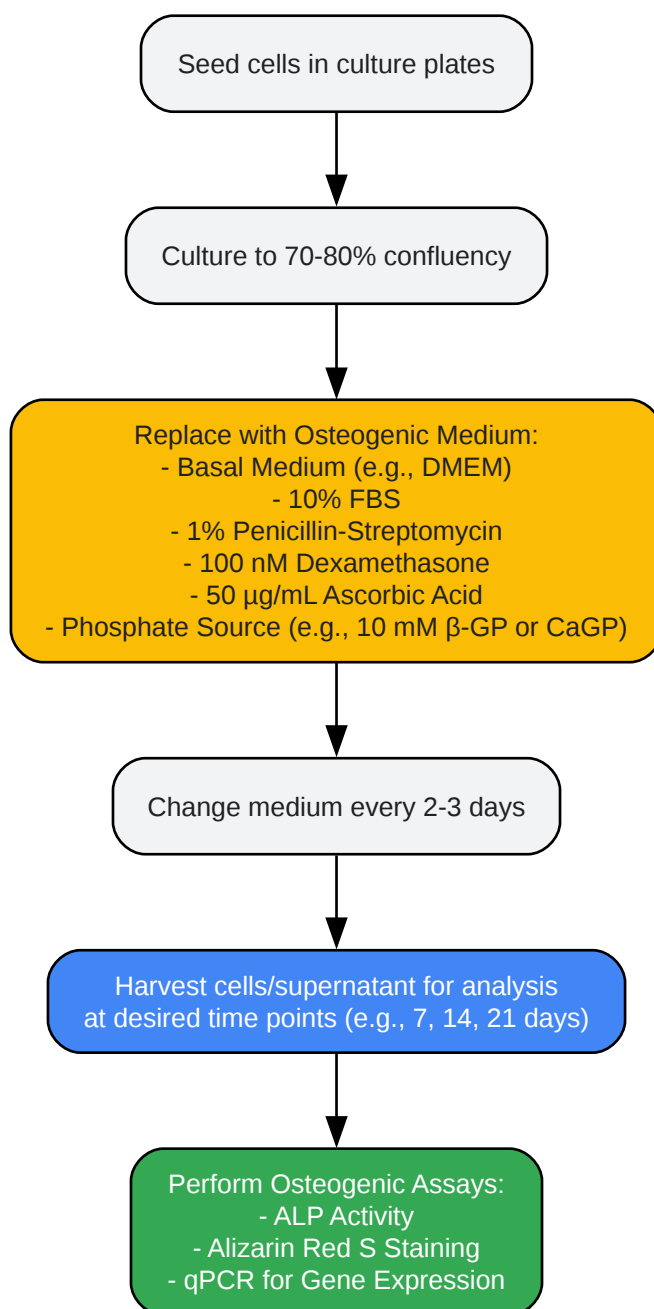 Seed cells in culture plates
Culture to 70-80% confluency
Replace with Osteogenic Medium:
- Basal Medium (e.g., DMEM)
- 10% FBS
- 1% Penicillin-Streptomycin
- 100 nM Dexamethasone
- 50 µg/mL Ascorbic Acid
- Phosphate Source (e.g., 10 mM β-GP or CaGP)
Change medium every 2-3 days
Harvest cells/supernatant for analysis
at desired time points (e.g., 7, 14, 21 days)
Perform Osteogenic Assays:
- ALP Activity
- Alizarin Red S Staining
- qPCR for Gene Expression